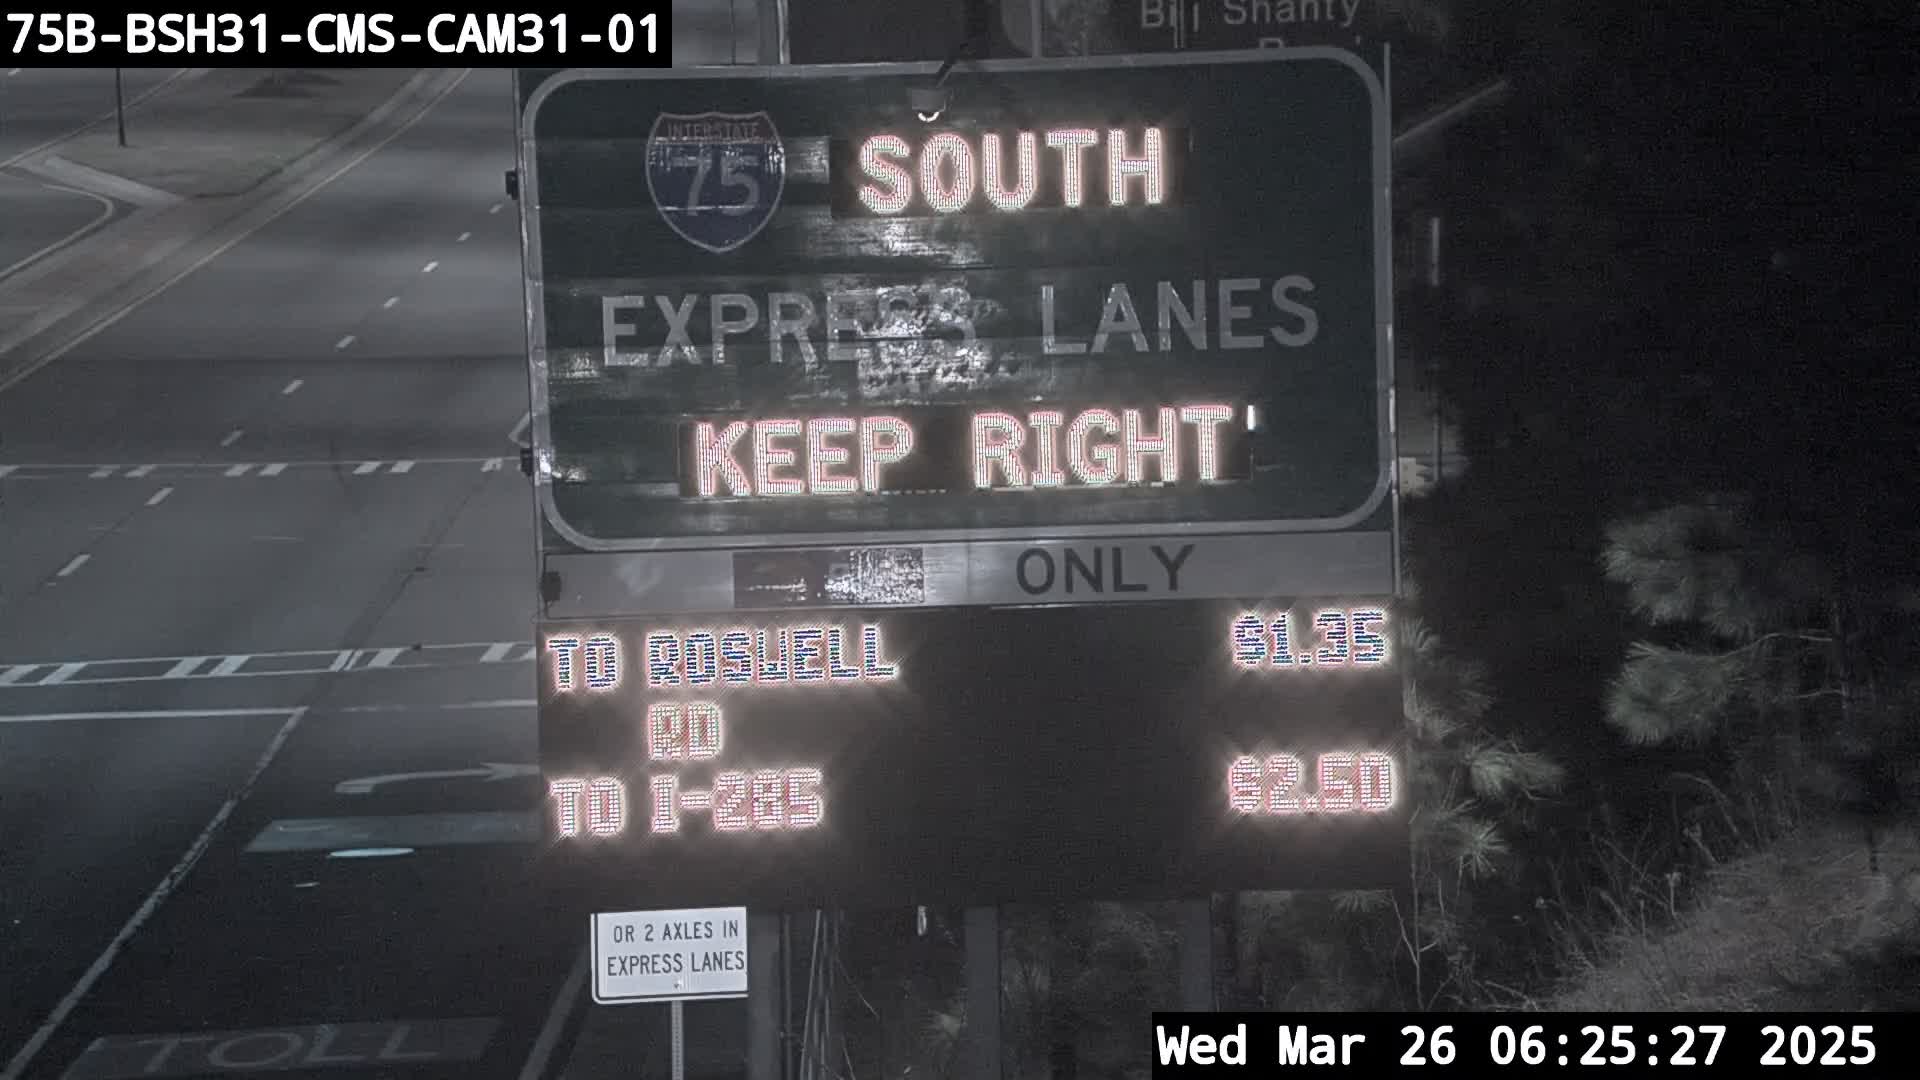 75B-BSH31-CMS-CAM31-01
Bill Shanty
INTERSTATE
75
SOUTH
EXPRESS LANES
KEEP RIGHT
ONLY
TO ROSWELL $1.35
RD
TO I-285 $2.50
OR 2 AXLES IN
EXPRESS LANES
TOLL
Wed Mar 26 06:25:27 2025